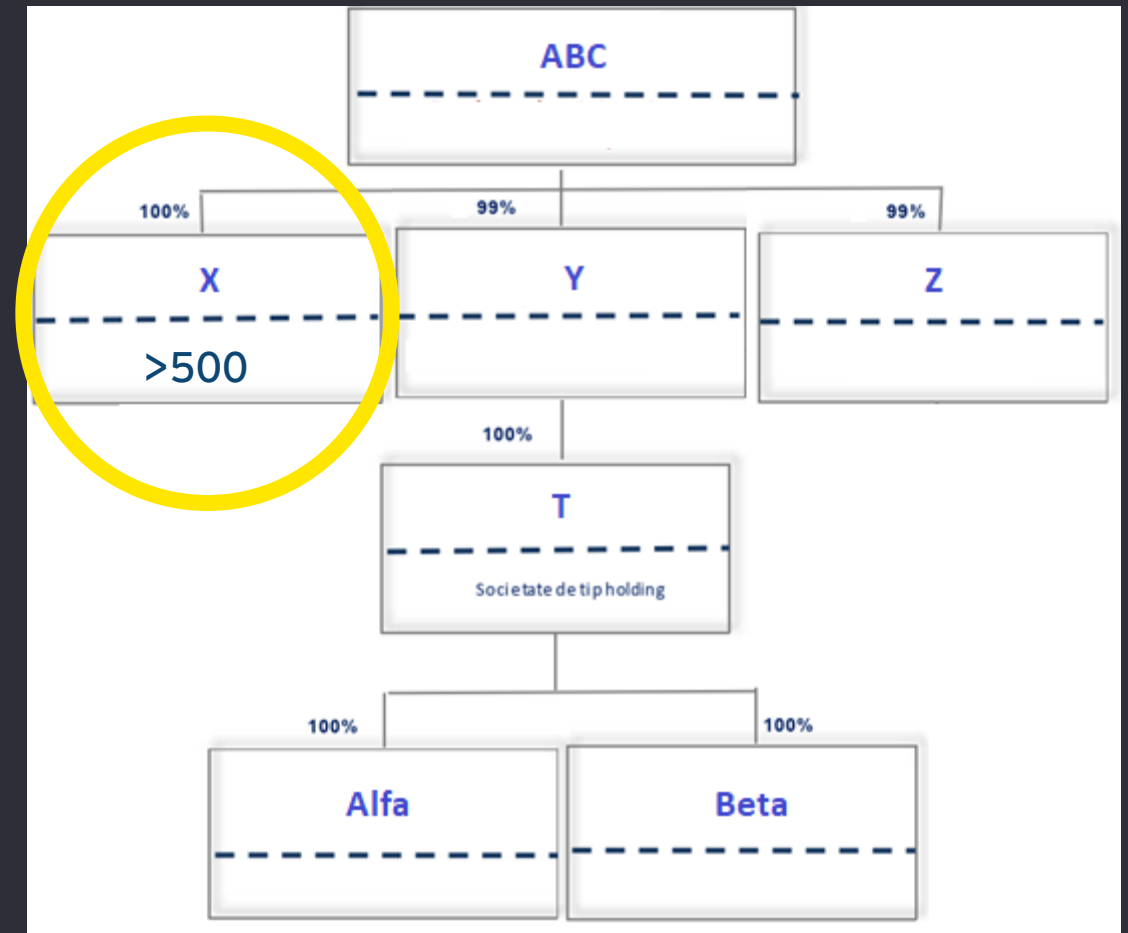 ABC
100%
99%
99%
X
Y
Z
>500
100%
T
Societate de tip holding
100%
100%
Alfa
Beta